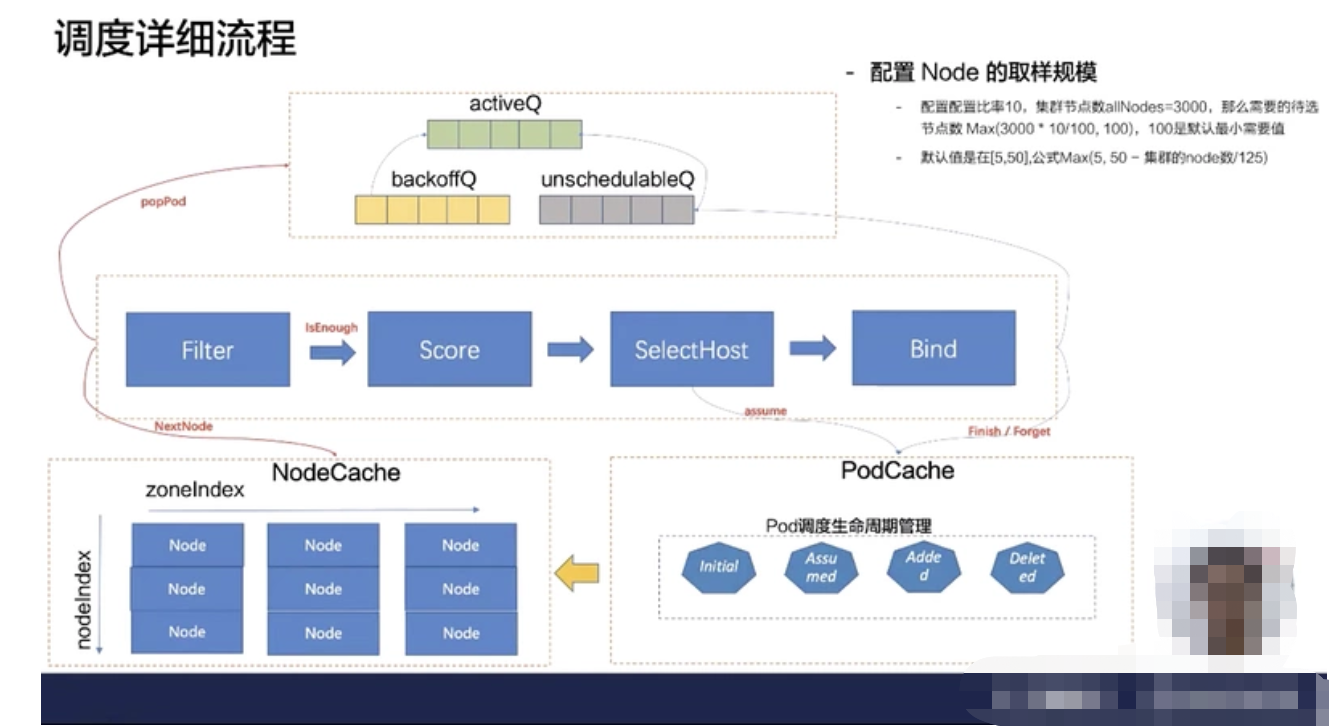 调度详细流程
- 配置 Node 的取样规模
- 配置配置比率10，集群节点数allNodes=3000，那么需要的待选
节点数 Max(3000 * 10/100, 100)，100是默认最小需要值
- 默认值是在[5,50],公式Max(5, 50 - 集群的node数/125)
activeQ
backoffQ
unschedulableQ
popPod
Filter
IsEnough
Score
SelectHost
Bind
NextNode
assume
Finish / Forget
NodeCache
zoneIndex
nodeIndex
Node
Node
Node
Node
Node
Node
Node
Node
Node
PodCache
Pod调度生命周期管理
Initial
Assu
med
Adde
d
Delet
ed